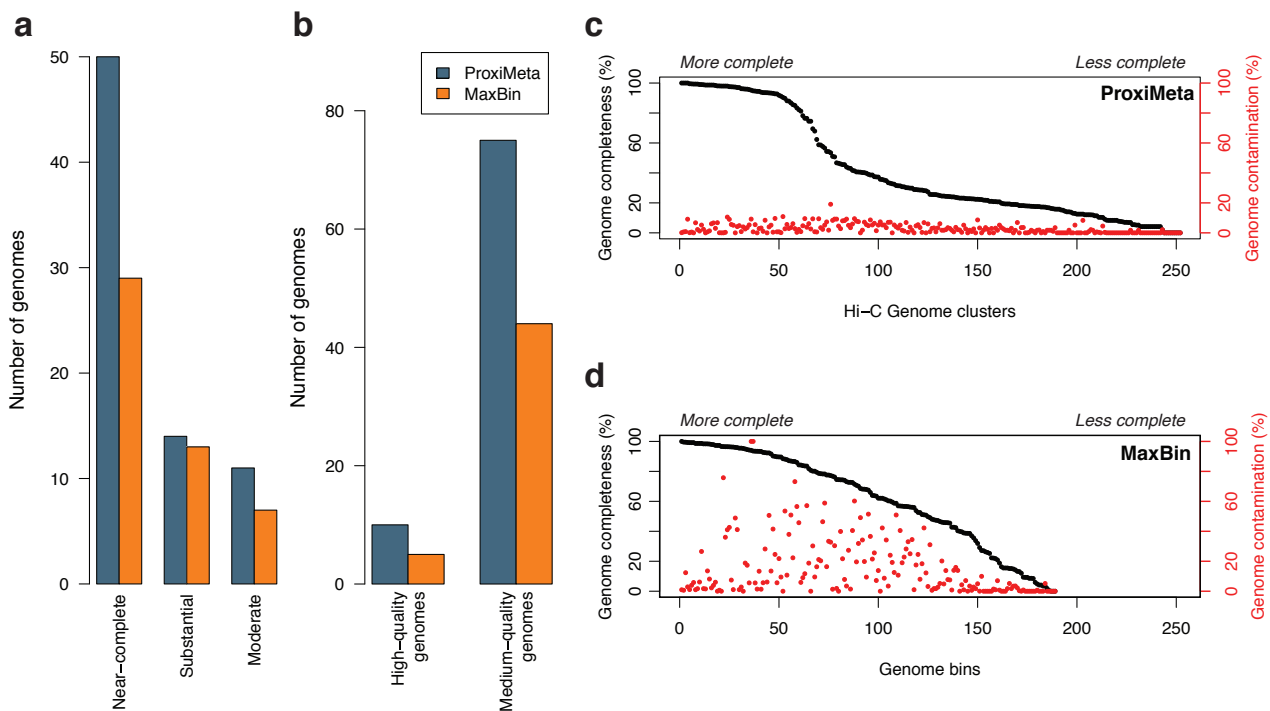 a
Number of genomes
50
40
30
20
10
0
Near−complete
Substantial
Moderate
b
ProxiMeta
MaxBin
Number of genomes
80
60
40
20
0
High−quality
genomes
Medium−quality
genomes
c
More complete
Less complete
ProxiMeta
Genome completeness (%)
100
60
20
0
Genome contamination (%)
100
60
20
0
0
50
100
150
200
250
Hi−C Genome clusters
d
More complete
Less complete
MaxBin
Genome completeness (%)
100
60
20
0
Genome contamination (%)
100
60
20
0
0
50
100
150
200
250
Genome bins